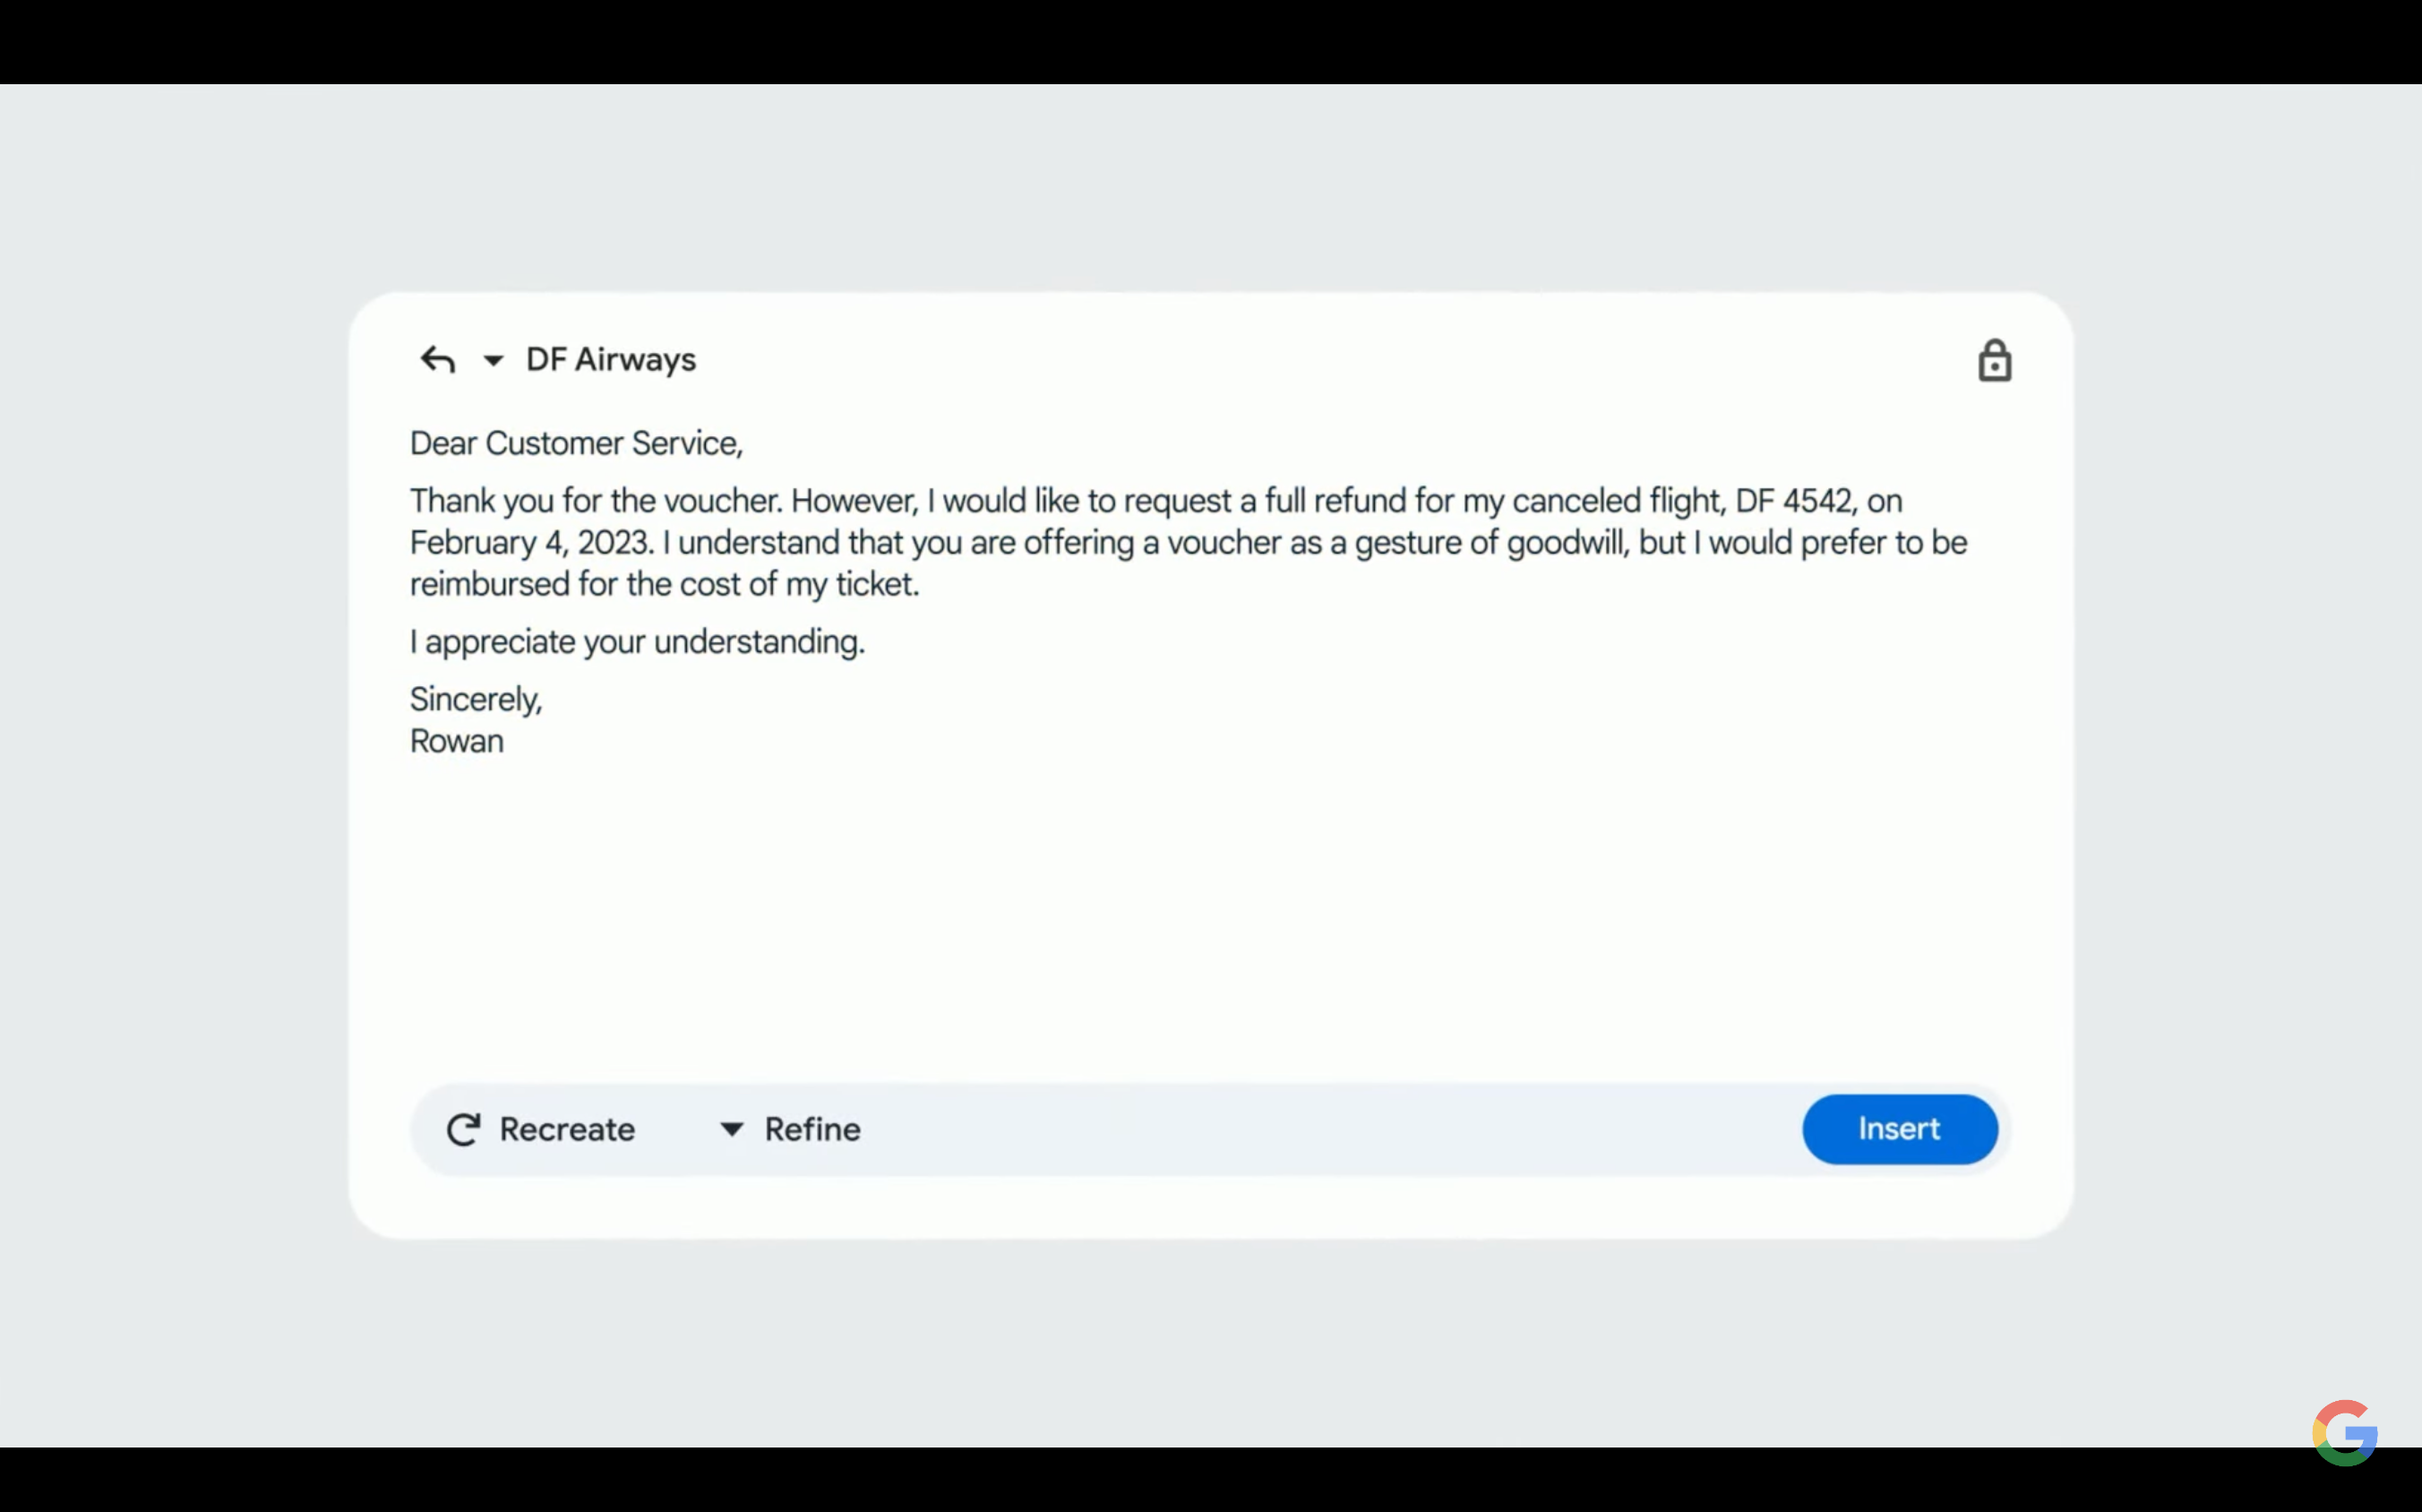 DF Airways
Dear Customer Service,
Thank you for the voucher. However, I would like to request a full refund for my canceled flight, DF 4542, on
February 4, 2023. I understand that you are offering a voucher as a gesture of goodwill, but I would prefer to be
reimbursed for the cost of my ticket.
I appreciate your understanding.
Sincerely,
Rowan
Recreate
Refine
Insert